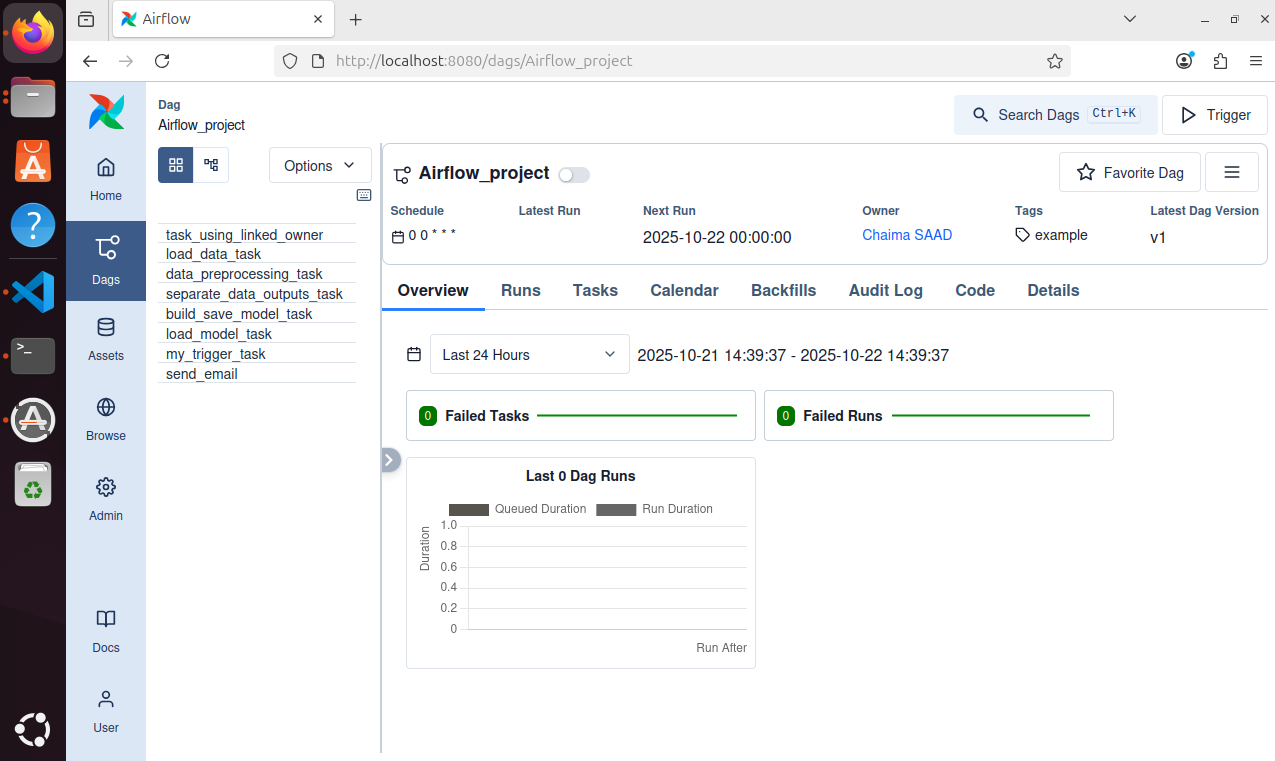 Airflow
http://localhost:8080/dags/Airflow_project
Dag
Airflow_project
Search Dags Ctrl+K
Trigger
Home
Dags
Assets
Browse
Admin
Docs
User
Options
task_using_linked_owner
load_data_task
data_preprocessing_task
separate_data_outputs_task
build_save_model_task
load_model_task
my_trigger_task
send_email
Airflow_project
Favorite Dag
Schedule Latest Run Next Run Owner Tags Latest Dag Version
0 0 * * * 2025-10-22 00:00:00 Chaima SAAD example v1
Overview Runs Tasks Calendar Backfills Audit Log Code Details
Last 24 Hours 2025-10-21 14:39:37 - 2025-10-22 14:39:37
0 Failed Tasks
0 Failed Runs
Last 0 Dag Runs
Queued Duration Run Duration
Duration
1.0
0.8
0.6
0.4
0.2
0
Run After